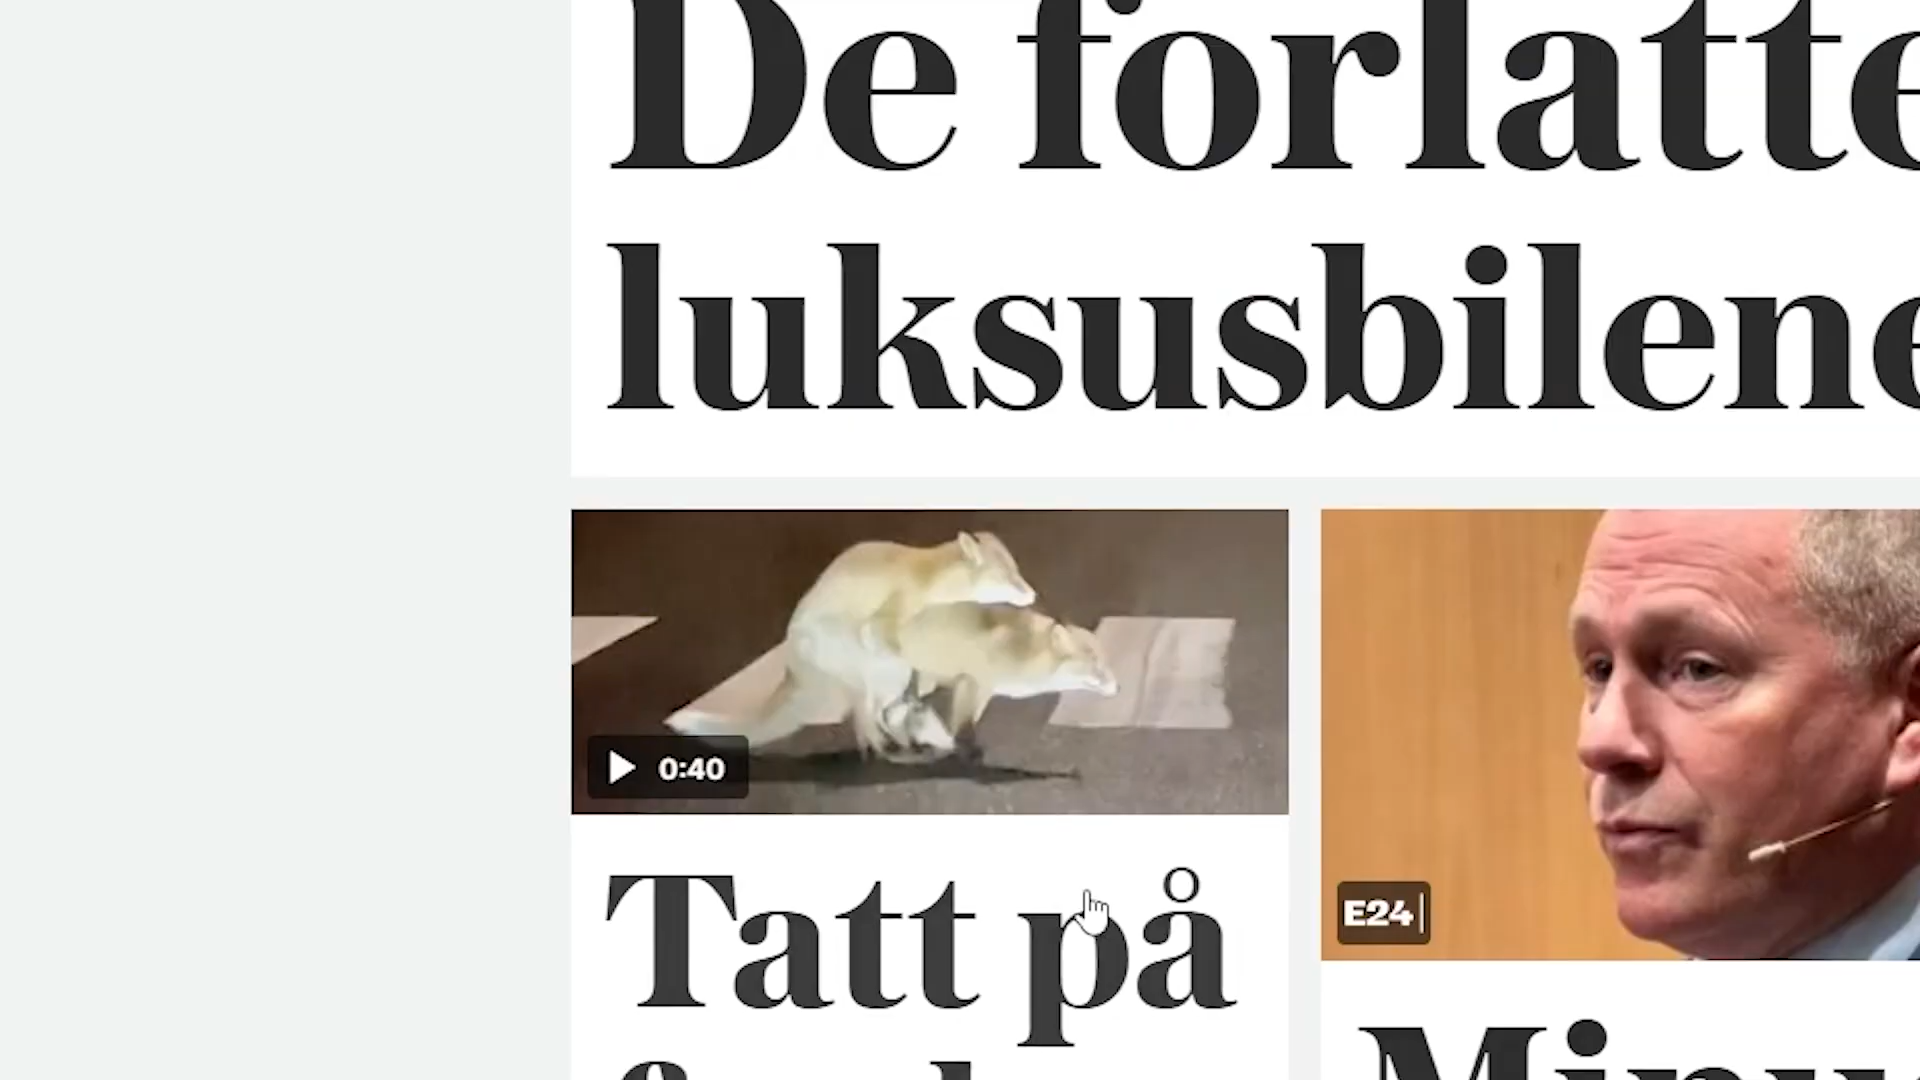 De forlatte
luksusbilene
0:40
E24
Tatt på